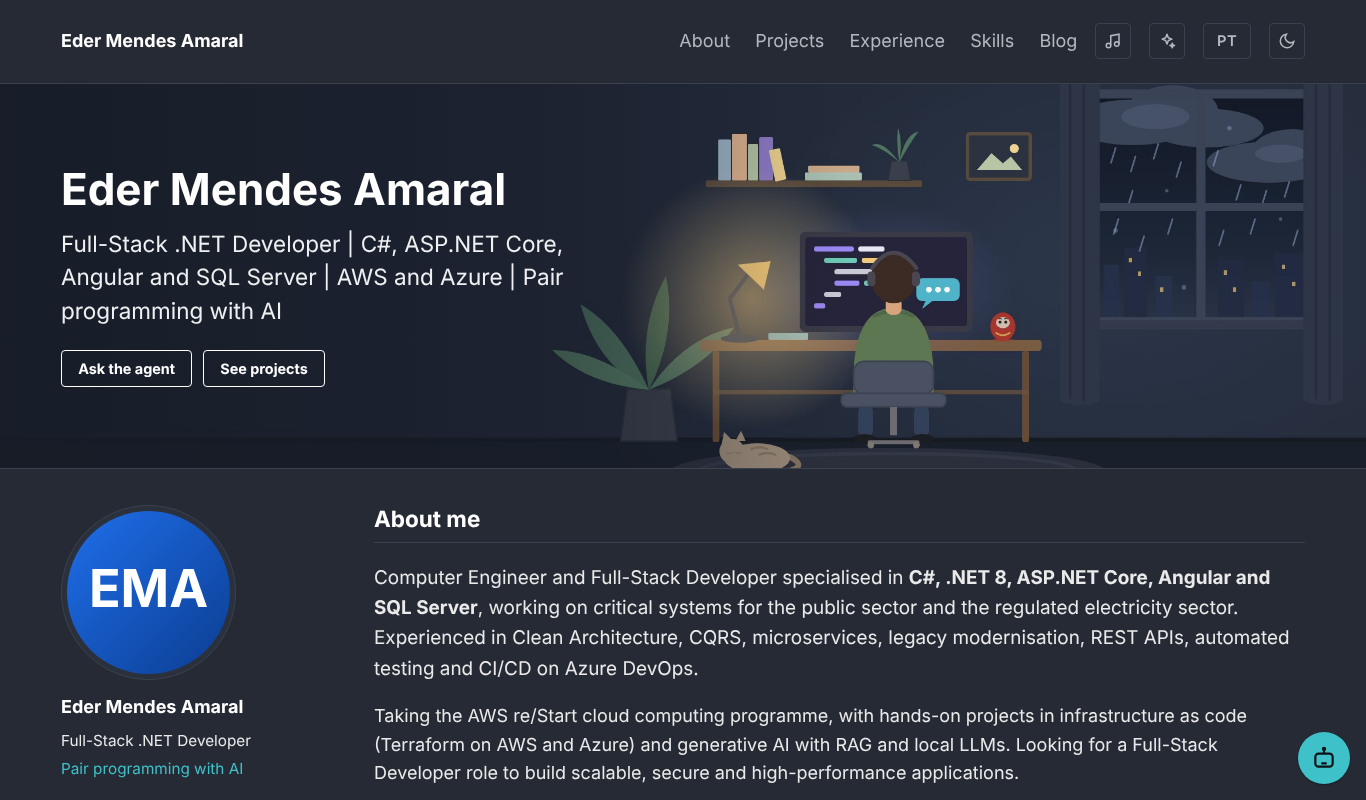 Eder Mendes Amaral
About
Projects
Experience
Skills
Blog
PT
Eder Mendes Amaral
Full-Stack .NET Developer | C#, ASP.NET Core,
Angular and SQL Server | AWS and Azure | Pair
programming with AI
Ask the agent
See projects
EMA
Eder Mendes Amaral
Full-Stack .NET Developer
Pair programming with AI
About me
Computer Engineer and Full-Stack Developer specialised in C#, .NET 8, ASP.NET Core, Angular and
SQL Server, working on critical systems for the public sector and the regulated electricity sector.
Experienced in Clean Architecture, CQRS, microservices, legacy modernisation, REST APIs, automated
testing and CI/CD on Azure DevOps.
Taking the AWS re/Start cloud computing programme, with hands-on projects in infrastructure as code
(Terraform on AWS and Azure) and generative AI with RAG and local LLMs. Looking for a Full-Stack
Developer role to build scalable, secure and high-performance applications.